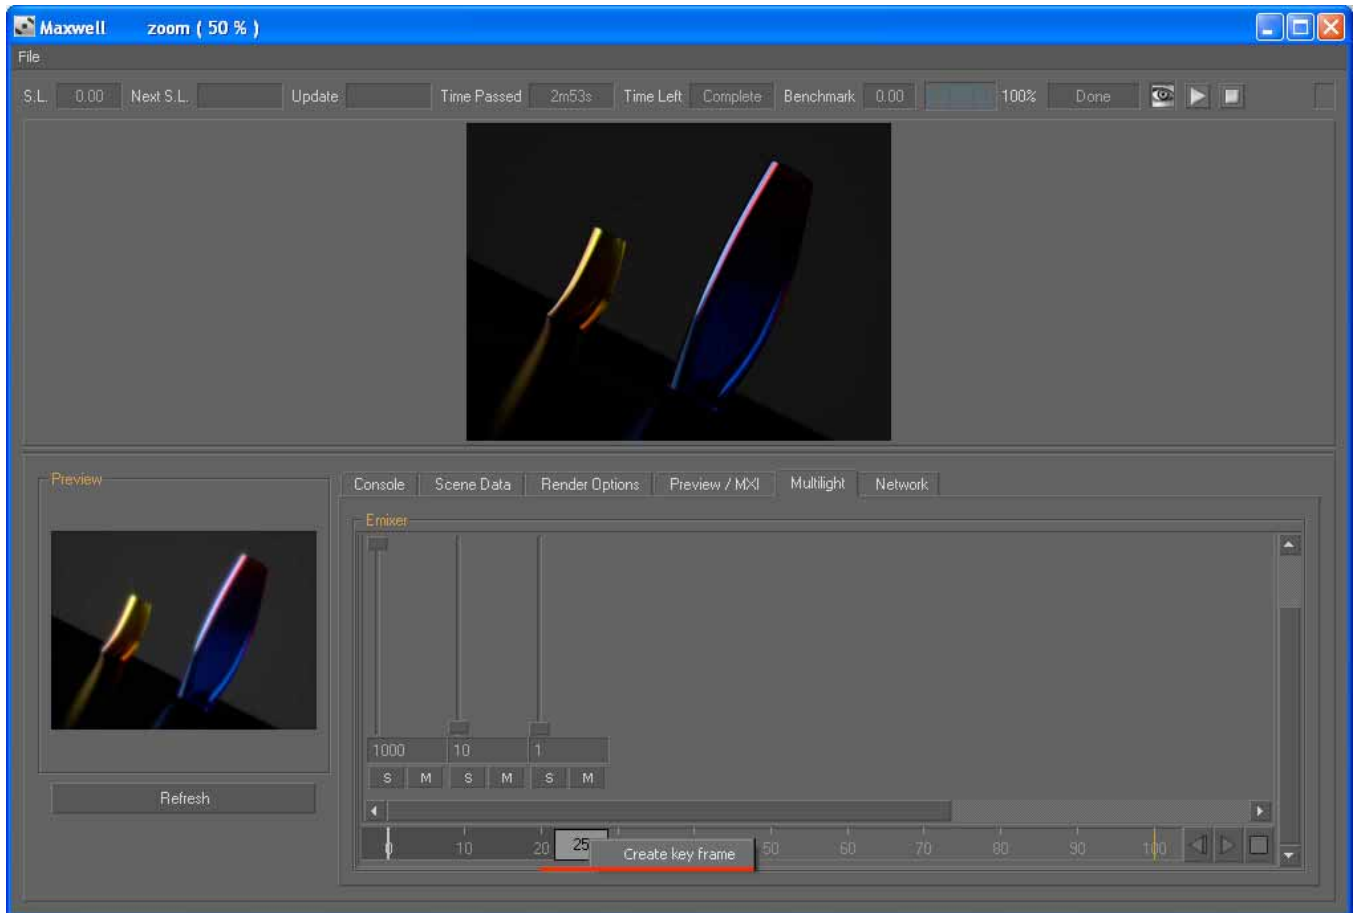 Maxwell zoom ( 50 % )
File
S.L. 0.00 Next S.L. Update Time Passed 2m53s Time Left Complete Benchmark 0.00 100% Done
Preview
Console Scene Data Render Options Preview / MXI Multilight Network
Emixer
1000 10 1
S M S M S M
Refresh
0 10 20 25 50 60 70 80 90 100
Create key frame